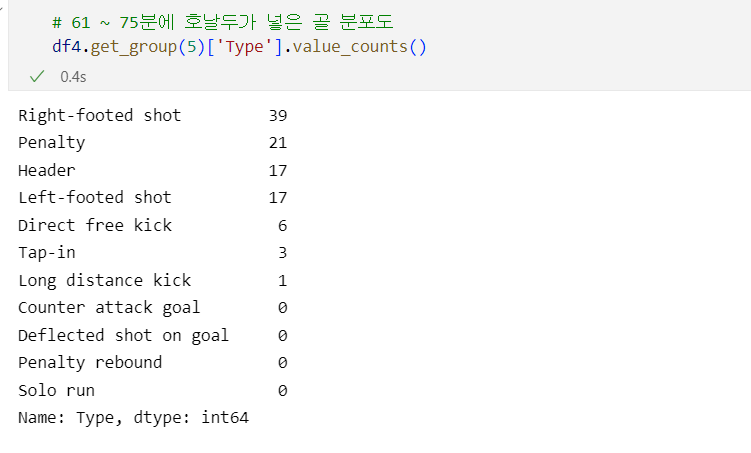 # 61 ~ 75분에 호날두가 넣은 골 분포도
df4.get_group(5)['Type'].value_counts()
✓ 0.4s
Right-footed shot 39
Penalty 21
Header 17
Left-footed shot 17
Direct free kick 6
Tap-in 3
Long distance kick 1
Counter attack goal 0
Deflected shot on goal 0
Penalty rebound 0
Solo run 0
Name: Type, dtype: int64